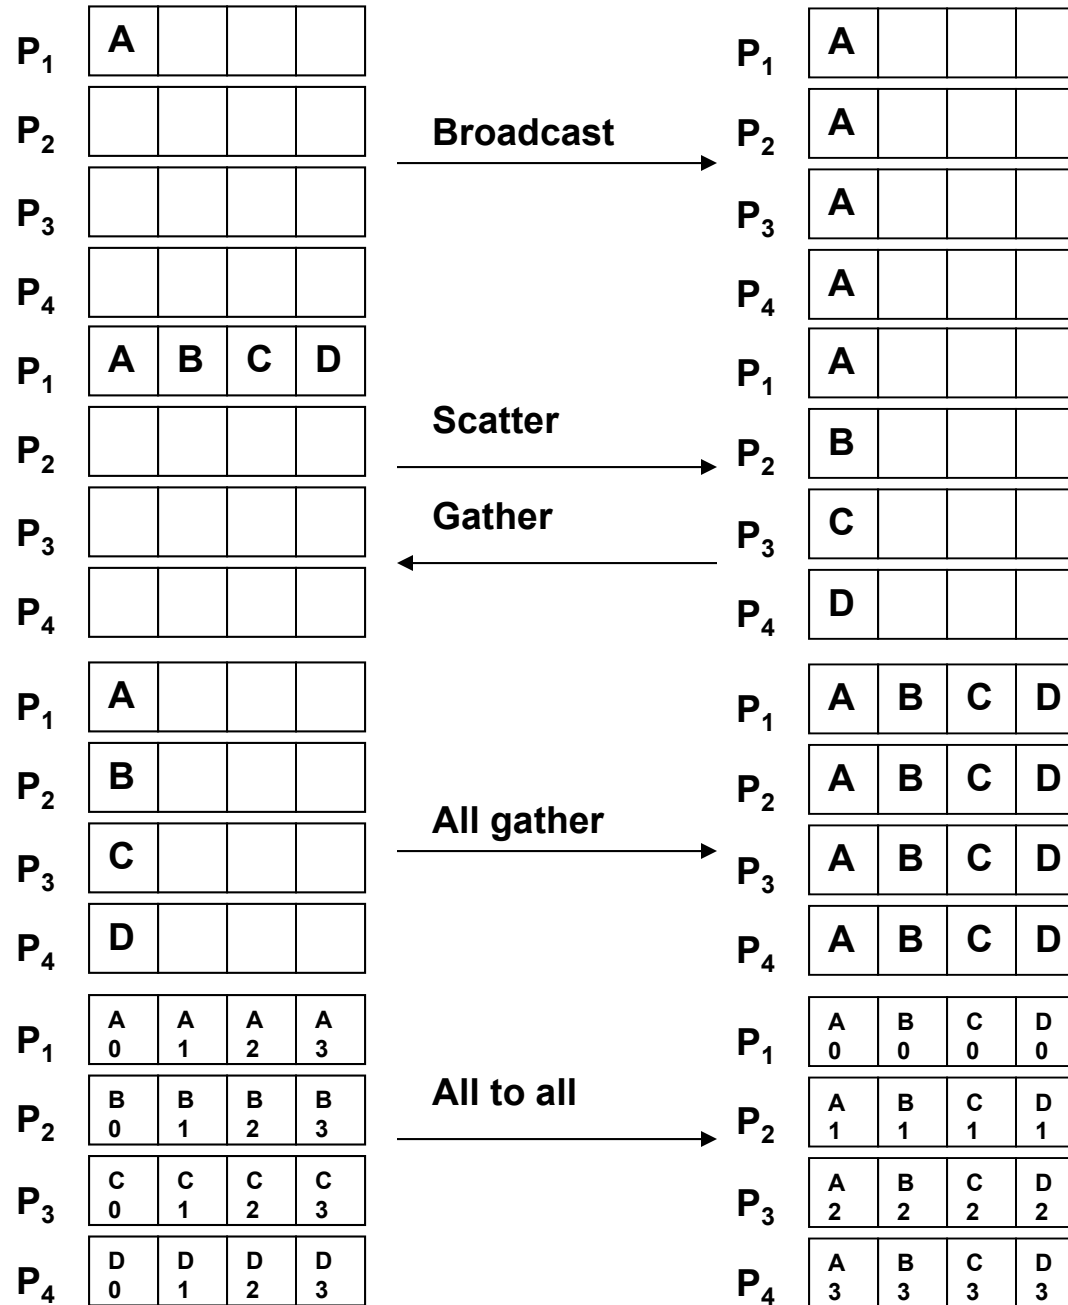 P1 A P1 A
P2 Broadcast P2 A
P3 P3 A
P4 P4 A
P1 A B C D P1 A
Scatter
P2 P2 B
Gather
P3 P3 C
P4 P4 D
P1 A P1 A B C D
P2 B P2 A B C D
All gather
P3 C P3 A B C D
P4 D P4 A B C D
P1 A0 A1 A2 A3 P1 A0 B0 C0 D0
P2 B0 B1 B2 B3 All to all P2 A1 B1 C1 D1
P3 C0 C1 C2 C3 P3 A2 B2 C2 D2
P4 D0 D1 D2 D3 P4 A3 B3 C3 D3